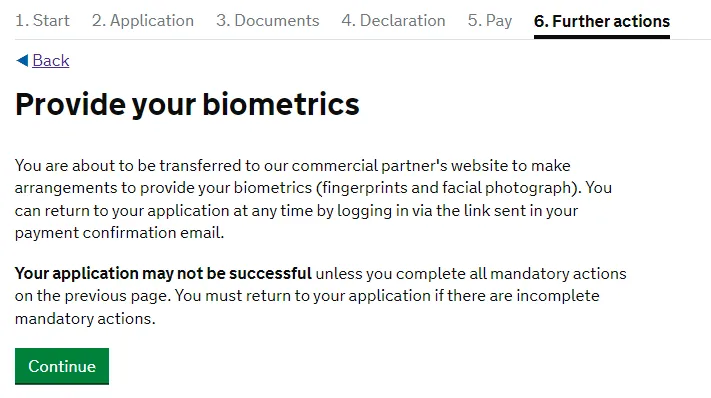 1. Start 2. Application 3. Documents 4. Declaration 5. Pay 6. Further actions
Back
Provide your biometrics
You are about to be transferred to our commercial partner's website to make
arrangements to provide your biometrics (fingerprints and facial photograph). You
can return to your application at any time by logging in via the link sent in your
payment confirmation email.
Your application may not be successful unless you complete all mandatory actions
on the previous page. You must return to your application if there are incomplete
mandatory actions.
Continue